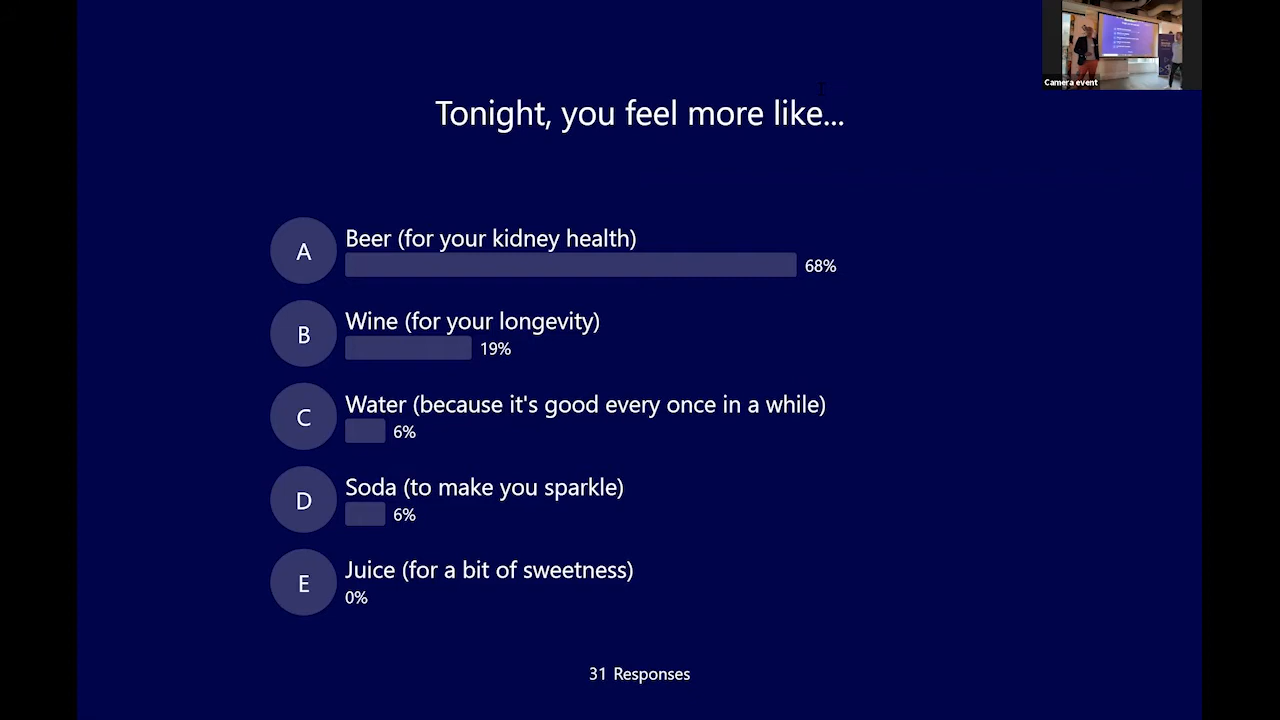 Camera event
Tonight, you feel more like...
A
Beer (for your kidney health)
68%
B
Wine (for your longevity)
19%
C
Water (because it's good every once in a while)
6%
D
Soda (to make you sparkle)
6%
E
Juice (for a bit of sweetness)
0%
31 Responses